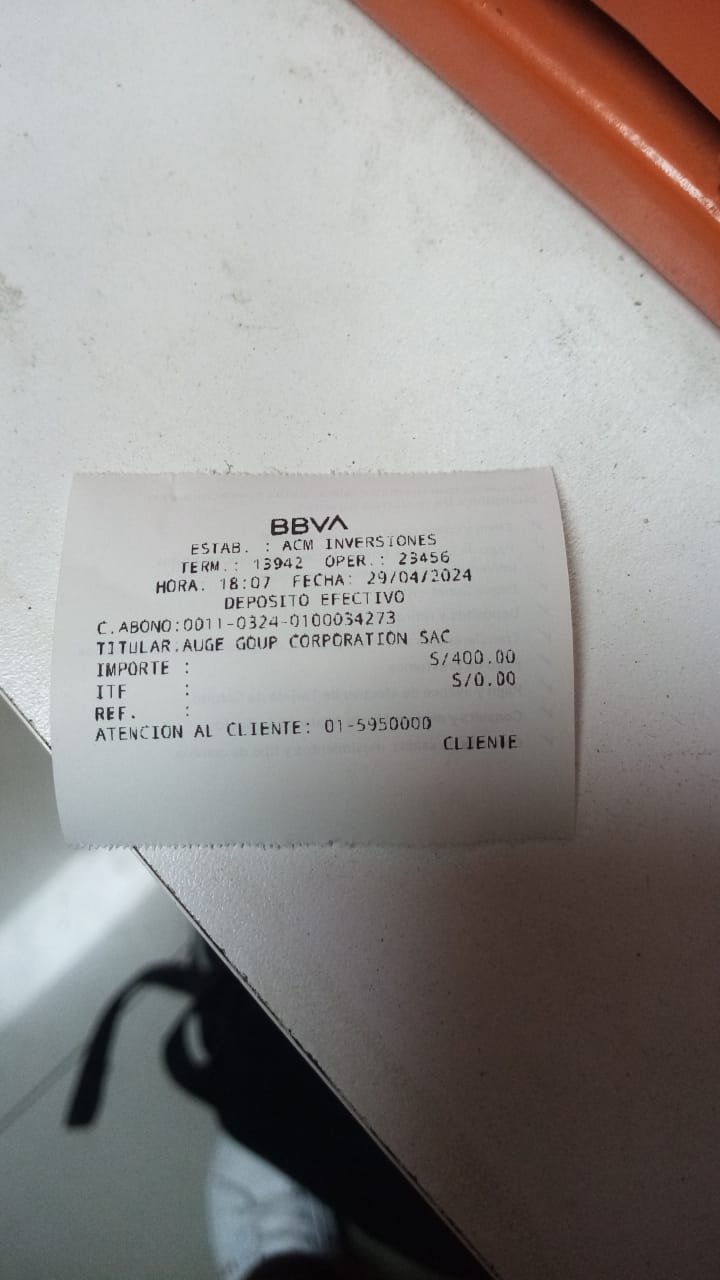 BBVA
ESTAB. : ACM INVERSIONES
TERM.: 13942 OPER.: 23456
HORA. 18:07 FECHA: 29/04/2024
DEPOSITO EFECTIVO
C.ABONO:0011-0324-0100034273
TITULAR.AUGE GOUP CORPORATION SAC
IMPORTE : S/400.00
ITF : S/0.00
REF. :
ATENCION AL CLIENTE: 01-5950000
CLIENTE